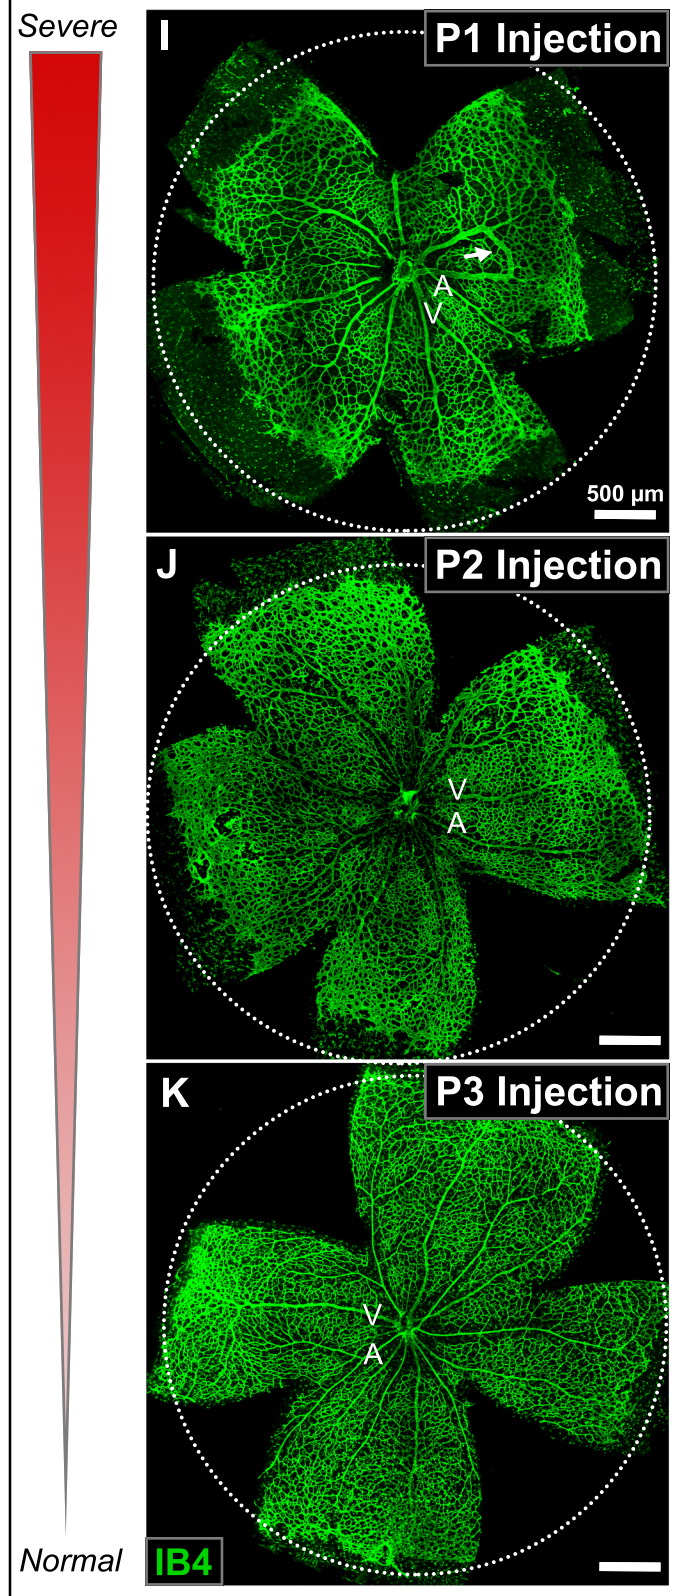 Severe
I
P1 Injection
A
V
500 µm
J
P2 Injection
V
A
K
P3 Injection
V
A
Normal
IB4